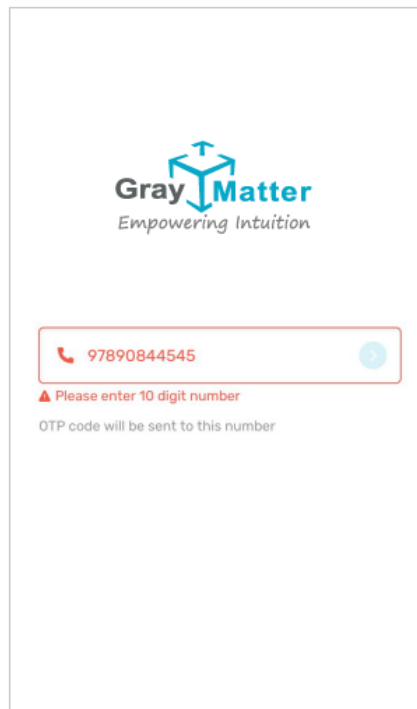 Gray Matter
Empowering Intuition
97890844545
Please enter 10 digit number
OTP code will be sent to this number